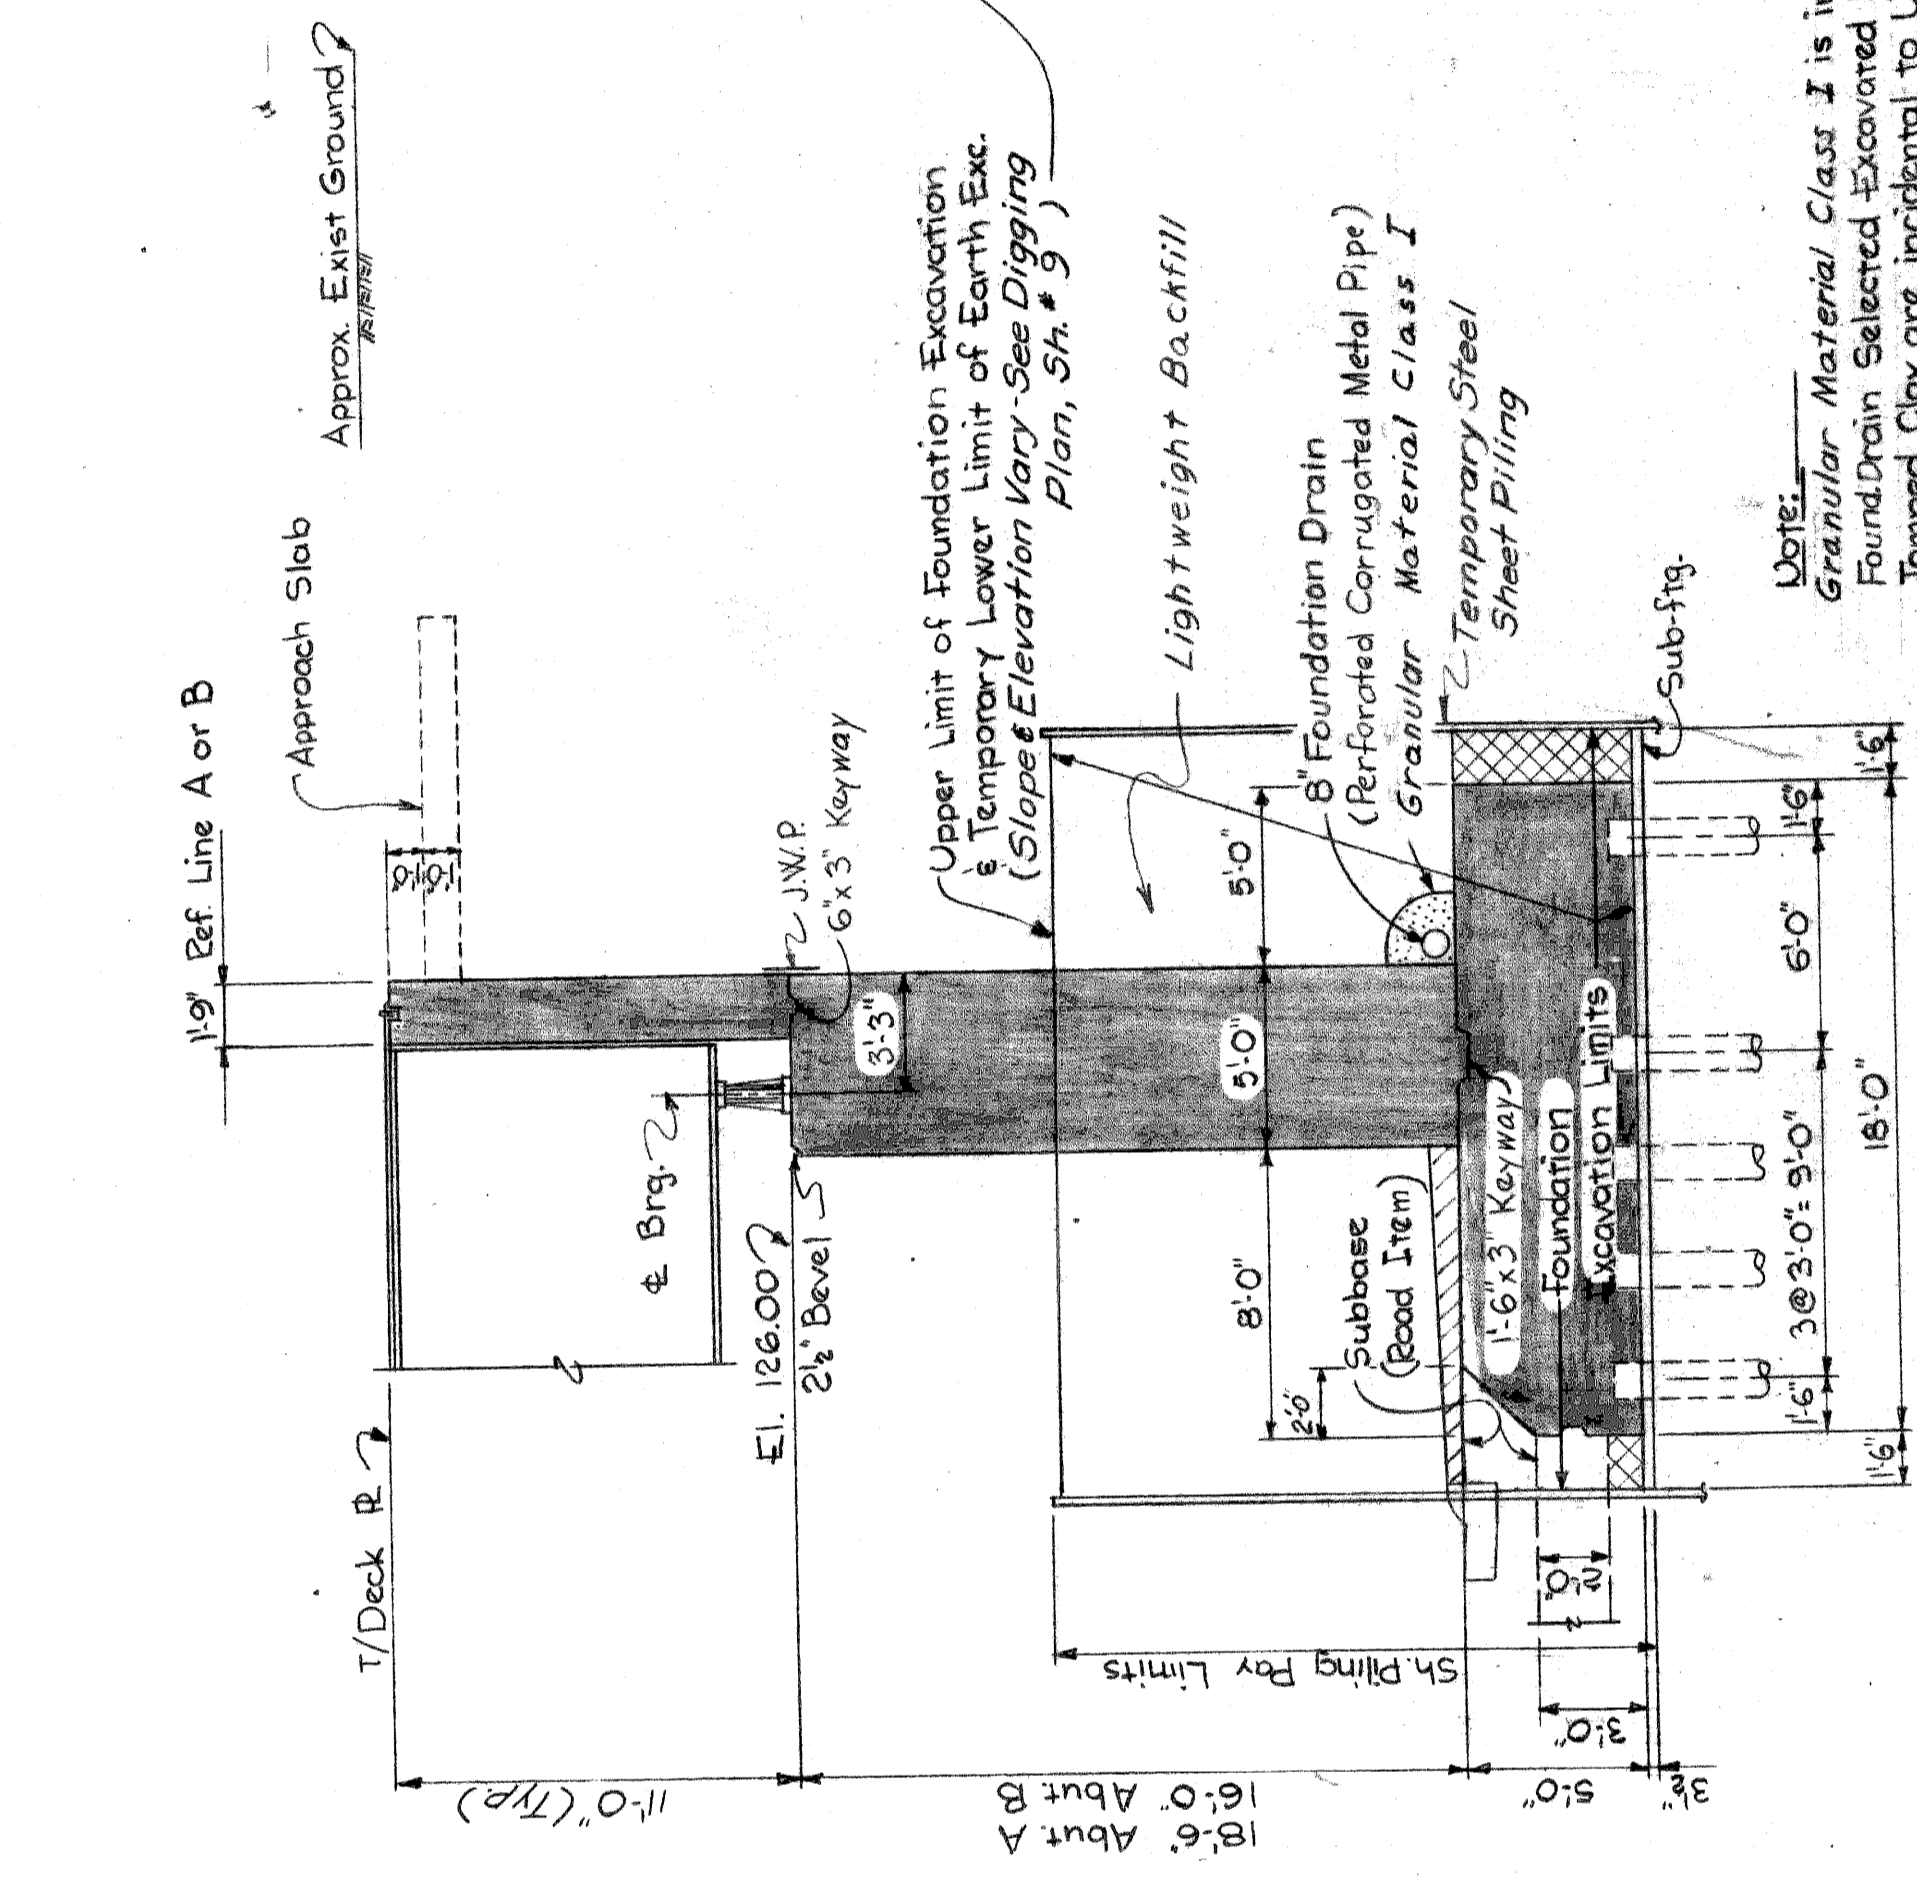 Approx. Exist Ground
Approach Slab
1'-9" Ref. Line A or B
1'-0"
1'-0"
T/Deck PL
11'-0" (Typ.)
℄ Brg.
J.W.P.
6"x3" Keyway
El. 126.00
2½" Bevel
3'-3"
Upper Limit of Foundation Excavation
& Temporary Lower Limit of Earth Exc.
(Slope & Elevation Vary-See Digging
Plan, Sh. # 9)
Lightweight Backfill
18'-6" Abut. A
16'-0" Abut. B
Sh. Piling Pay Limits
8'-0"
5'-0"
5'-0"
8" Foundation Drain
(Perforated Corrugated Metal Pipe)
Granular Material Class I
Temporary Steel
Sheet Piling
2'-0"
Subbase
(Road Item)
1'-6"x3" Keyway
Foundation
Excavation Limits
Sub-ftg.
2'-0"
3'-0"
5'-0"
3½"
1'-6"
3@3'-0"=9'-0"
6'-0"
1'-6"
1'-6"
18'-0"
1'-6"
Note:
Granular Material Class I is
Found. Drain Selected Excavated
Clay are incidental to